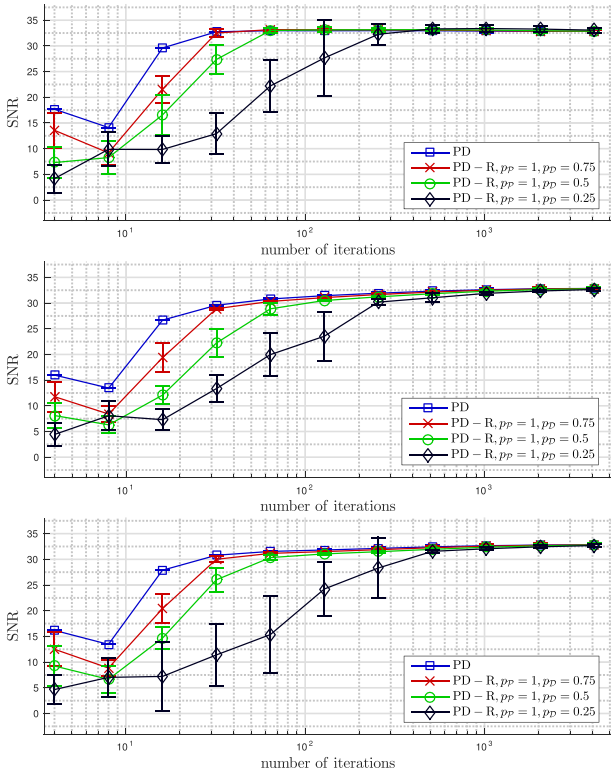 35
30
25
20
15
10
5
0
SNR
10^1
10^2
10^3
number of iterations
PD
PD − R, p_𝒫 = 1, p_𝒟 = 0.75
PD − R, p_𝒫 = 1, p_𝒟 = 0.5
PD − R, p_𝒫 = 1, p_𝒟 = 0.25
35
30
25
20
15
10
5
0
SNR
10^1
10^2
10^3
number of iterations
PD
PD − R, p_𝒫 = 1, p_𝒟 = 0.75
PD − R, p_𝒫 = 1, p_𝒟 = 0.5
PD − R, p_𝒫 = 1, p_𝒟 = 0.25
35
30
25
20
15
10
5
0
SNR
10^1
10^2
10^3
number of iterations
PD
PD − R, p_𝒫 = 1, p_𝒟 = 0.75
PD − R, p_𝒫 = 1, p_𝒟 = 0.5
PD − R, p_𝒫 = 1, p_𝒟 = 0.25